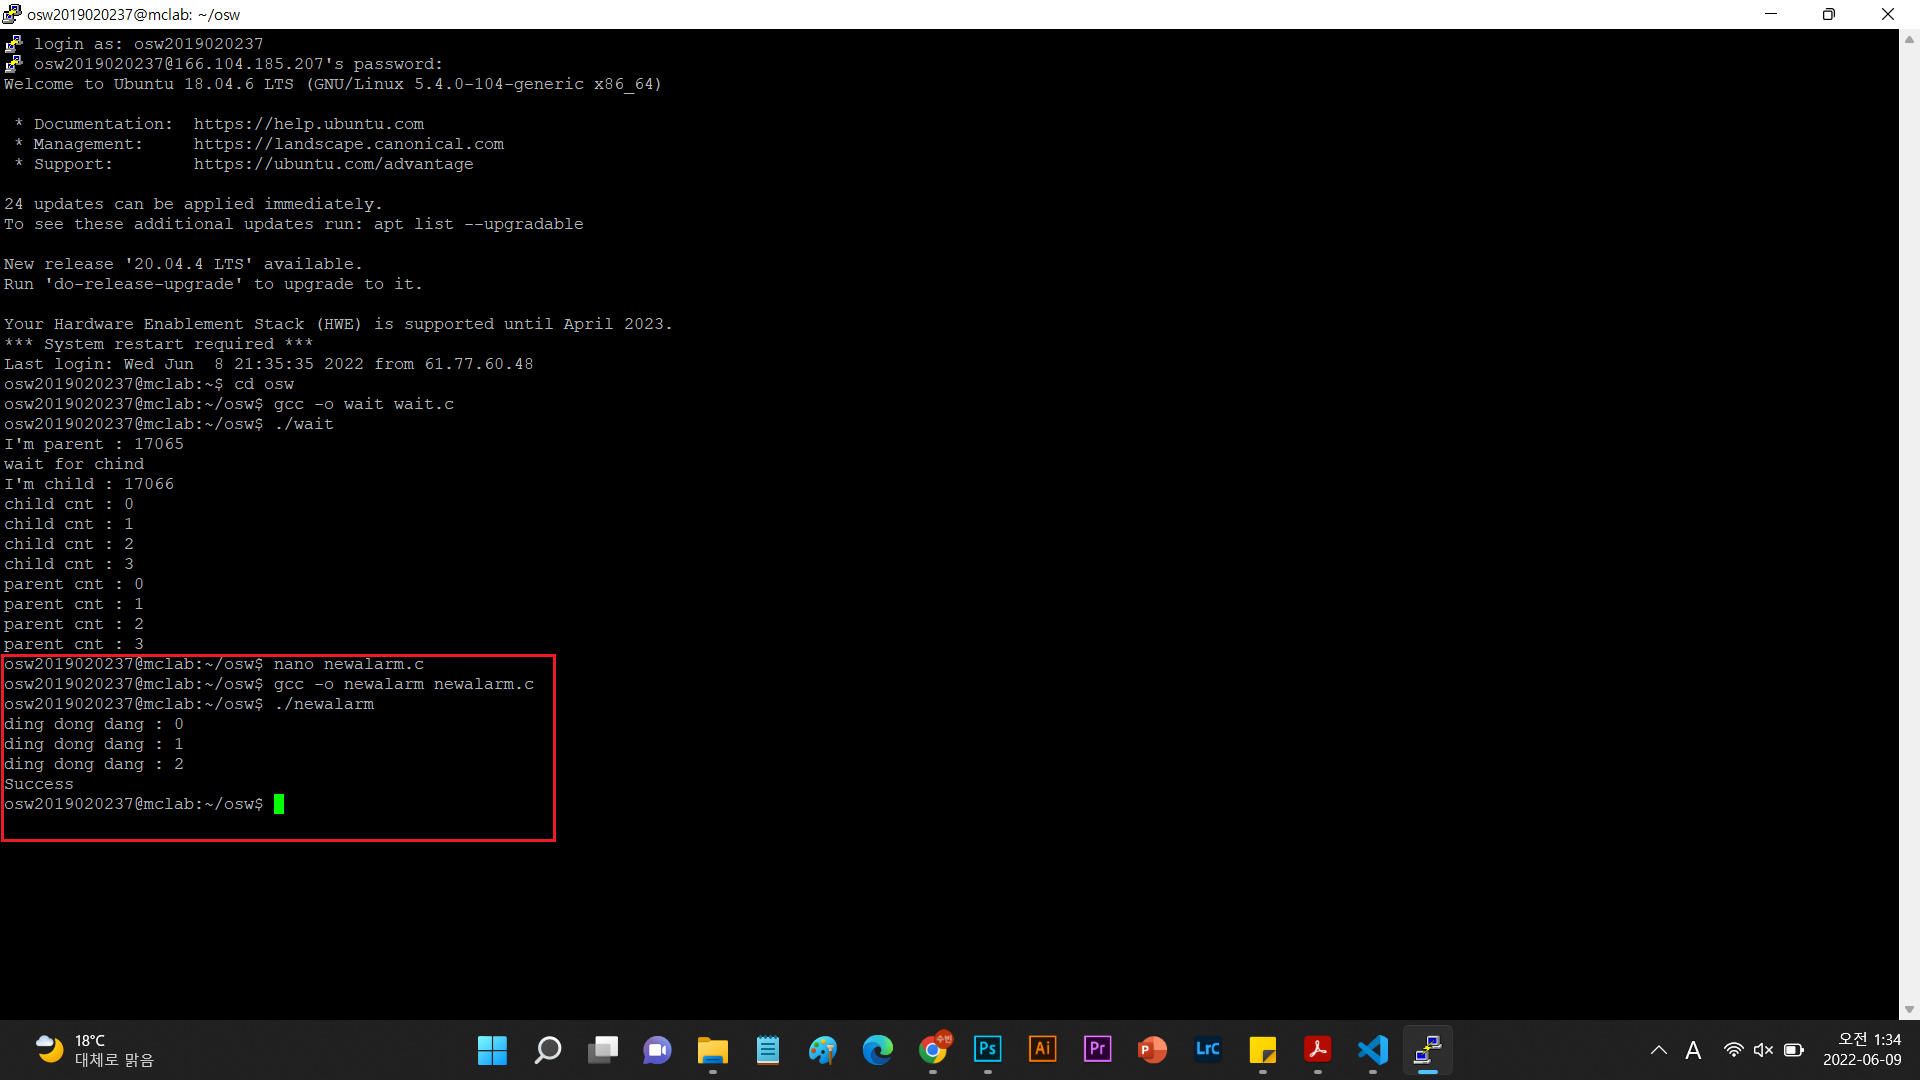 osw2019020237@mclab: ~/osw
login as: osw2019020237
osw2019020237@166.104.185.207's password:
Welcome to Ubuntu 18.04.6 LTS (GNU/Linux 5.4.0-104-generic x86_64)
* Documentation:  https://help.ubuntu.com
* Management:     https://landscape.canonical.com
* Support:        https://ubuntu.com/advantage
24 updates can be applied immediately.
To see these additional updates run: apt list --upgradable
New release '20.04.4 LTS' available.
Run 'do-release-upgrade' to upgrade to it.
Your Hardware Enablement Stack (HWE) is supported until April 2023.
*** System restart required ***
Last login: Wed Jun  8 21:35:35 2022 from 61.77.60.48
osw2019020237@mclab:~$ cd osw
osw2019020237@mclab:~/osw$ gcc -o wait wait.c
osw2019020237@mclab:~/osw$ ./wait
I'm parent : 17065
wait for chind
I'm child : 17066
child cnt : 0
child cnt : 1
child cnt : 2
child cnt : 3
parent cnt : 0
parent cnt : 1
parent cnt : 2
parent cnt : 3
osw2019020237@mclab:~/osw$ nano newalarm.c
osw2019020237@mclab:~/osw$ gcc -o newalarm newalarm.c
osw2019020237@mclab:~/osw$ ./newalarm
ding dong dang : 0
ding dong dang : 1
ding dong dang : 2
Success
osw2019020237@mclab:~/osw$
18°C
대체로 맑음
수빈
Ps
Ai
Pr
P
LrC
A
오전 1:34
2022-06-09